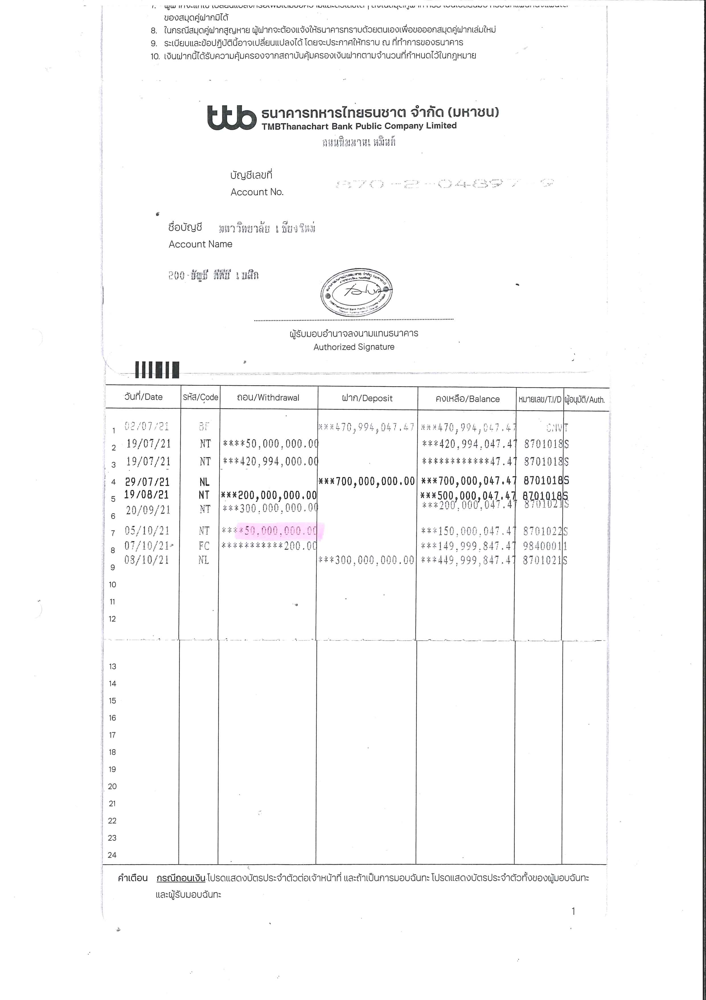 ของสมุดคู่ฝากมิได้
8. ในกรณีสมุดคู่ฝากสูญหาย ผู้ฝากจะต้องแจ้งให้ธนาคารทราบด้วยตนเองเพื่อขอออกสมุดคู่ฝากเล่มใหม่
9. ระเบียบและข้อปฏิบัตินี้อาจเปลี่ยนแปลงได้ โดยจะประกาศให้ทราบ ณ ที่ทำการของธนาคาร
10. เงินฝากนี้ได้รับความคุ้มครองจากสถาบันคุ้มครองเงินฝากตามจำนวนที่กำหนดไว้ในกฎหมาย
ttb ธนาคารทหารไทยธนชาต จำกัด (มหาชน)
TMBThanachart Bank Public Company Limited
ถนนนิมมานเหมินท์
บัญชีเลขที่
Account No. 870-2-04897-9
ชื่อบัญชี มหาวิทยาลัยเชียงใหม่
Account Name
200-บัญชี ทีทีบี เบสิก
ผู้รับมอบอำนาจลงนามแทนธนาคาร
Authorized Signature
วันที่/Date รหัส/Code ถอน/Withdrawal ฝาก/Deposit คงเหลือ/Balance หมายเลข/T.I/D ผู้อนุมัติ/Auth.
1 02/07/21 BF ***470,994,047.47 ***470,994,047.47 CNVT
2 19/07/21 NT ****50,000,000.00 ***420,994,047.47 8701018S
3 19/07/21 NT ***420,994,000.00 ************47.47 8701018S
4 29/07/21 NL ***700,000,000.00 ***700,000,047.47 8701018S
5 19/08/21 NT ***200,000,000.00 ***500,000,047.47 8701018S
6 20/09/21 NT ***300,000,000.00 ***200,000,047.47 8701021S
7 05/10/21 NT ****50,000,000.00 ***150,000,047.47 8701022S
8 07/10/21 FC ***********200.00 ***149,999,847.47 98400011
9 08/10/21 NL ***300,000,000.00 ***449,999,847.47 8701021S
10
11
12
13
14
15
16
17
18
19
20
21
22
23
24
คำเตือน กรณีถอนเงิน โปรดแสดงบัตรประจำตัวต่อเจ้าหน้าที่ และถ้าเป็นการมอบฉันทะ โปรดแสดงบัตรประจำตัวทั้งของผู้มอบฉันทะ
และผู้รับมอบฉันทะ
1